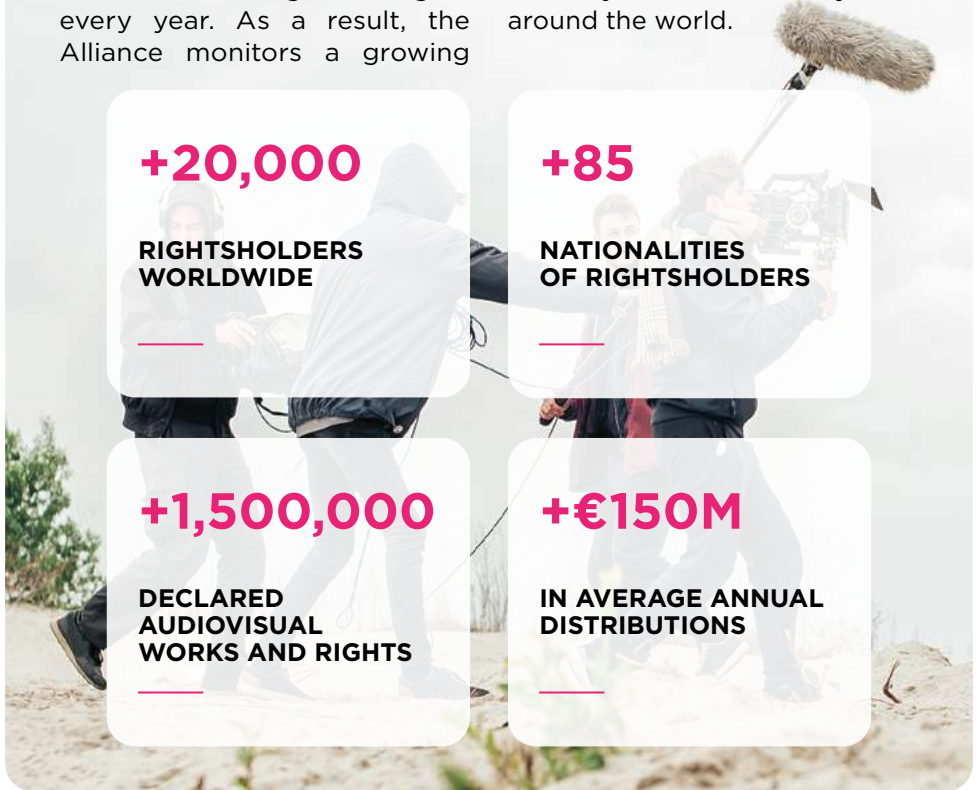 every year. As a result, the
Alliance monitors a growing
around the world.
+20,000
RIGHTSHOLDERS
WORLDWIDE
+85
NATIONALITIES
OF RIGHTSHOLDERS
+1,500,000
DECLARED
AUDIOVISUAL
WORKS AND RIGHTS
+€150M
IN AVERAGE ANNUAL
DISTRIBUTIONS